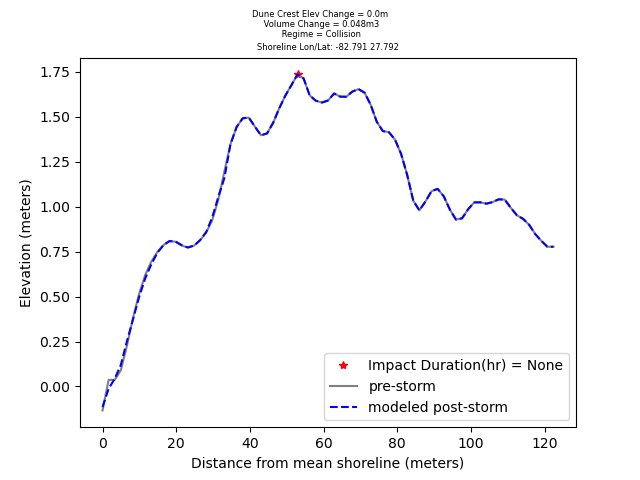 Dune Crest Elev Change = 0.0m
Volume Change = 0.048m3
Regime = Collision
Shoreline Lon/Lat: -82.791 27.792
1.75
1.50
1.25
1.00
0.75
0.50
0.25
0.00
Elevation (meters)
Impact Duration(hr) = None
pre-storm
modeled post-storm
0 20 40 60 80 100 120
Distance from mean shoreline (meters)